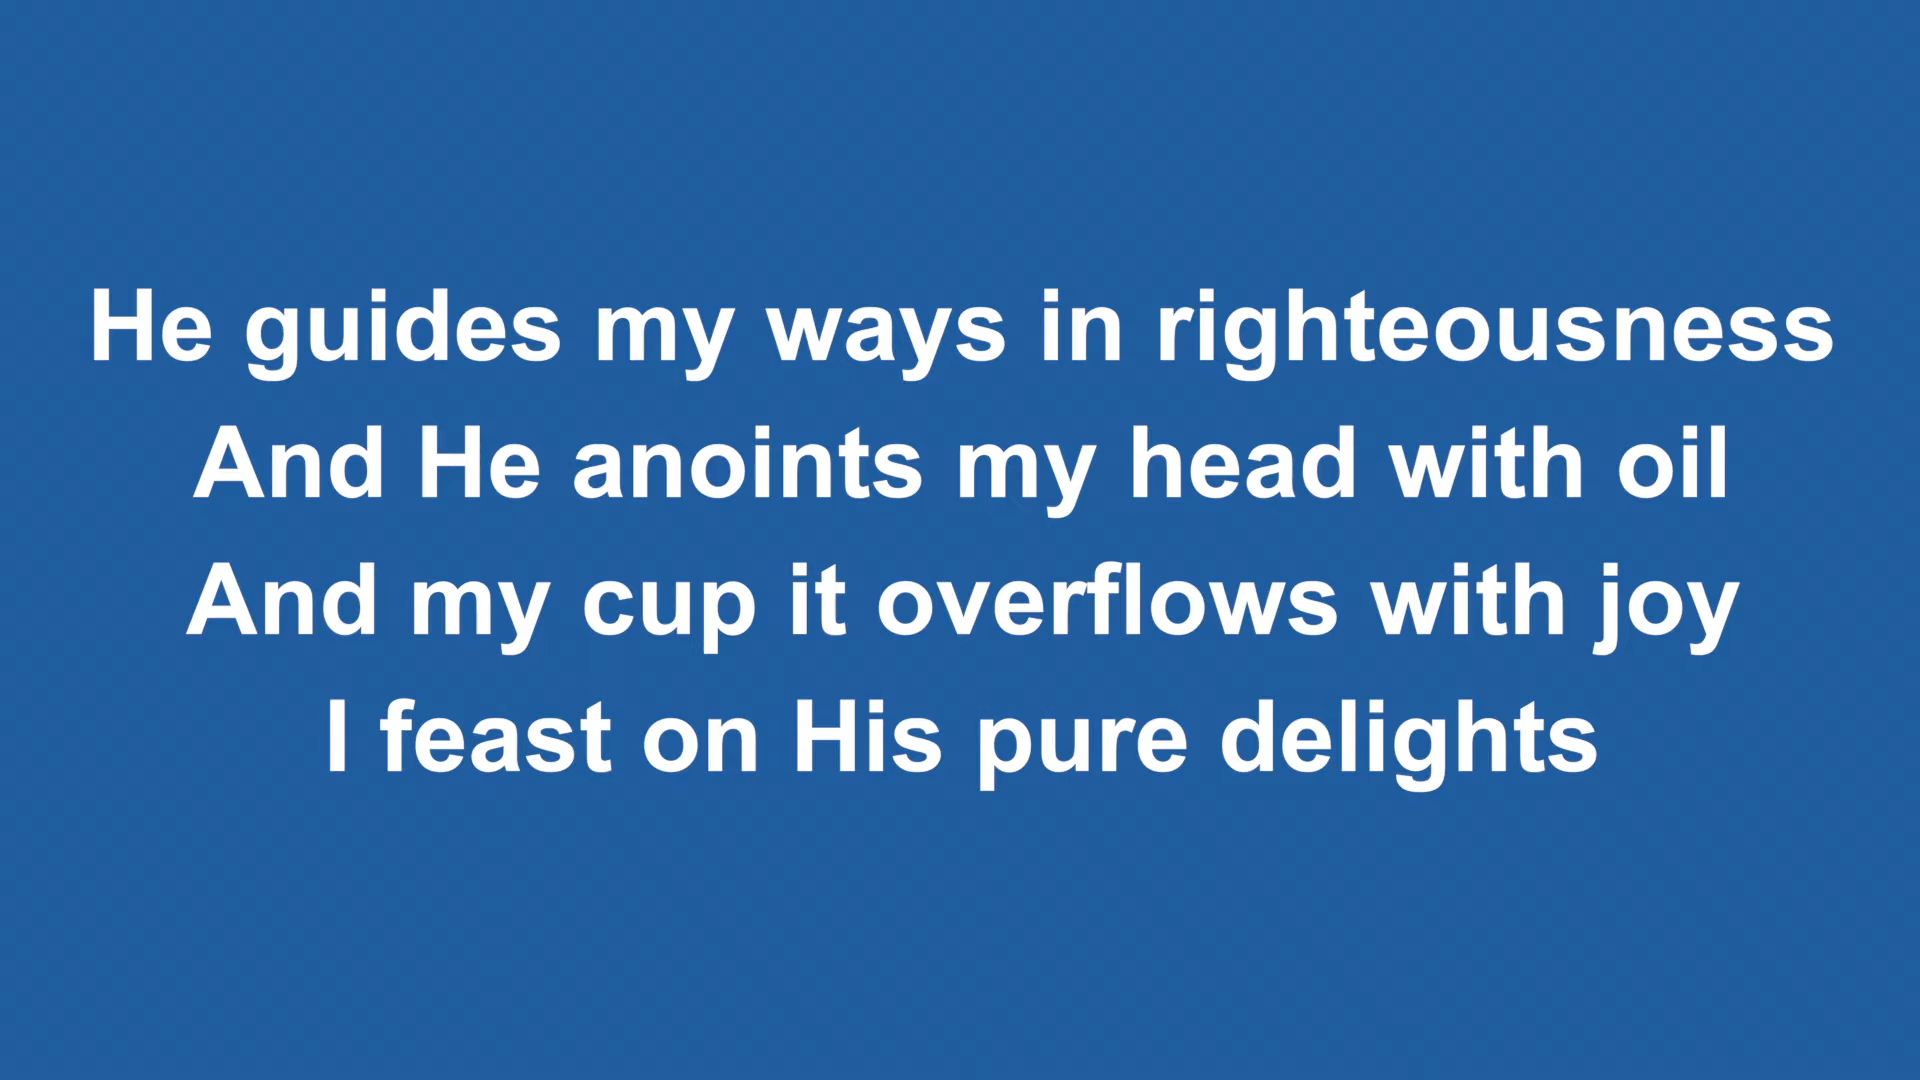 He guides my ways in righteousness
And He anoints my head with oil
And my cup it overflows with joy
I feast on His pure delights